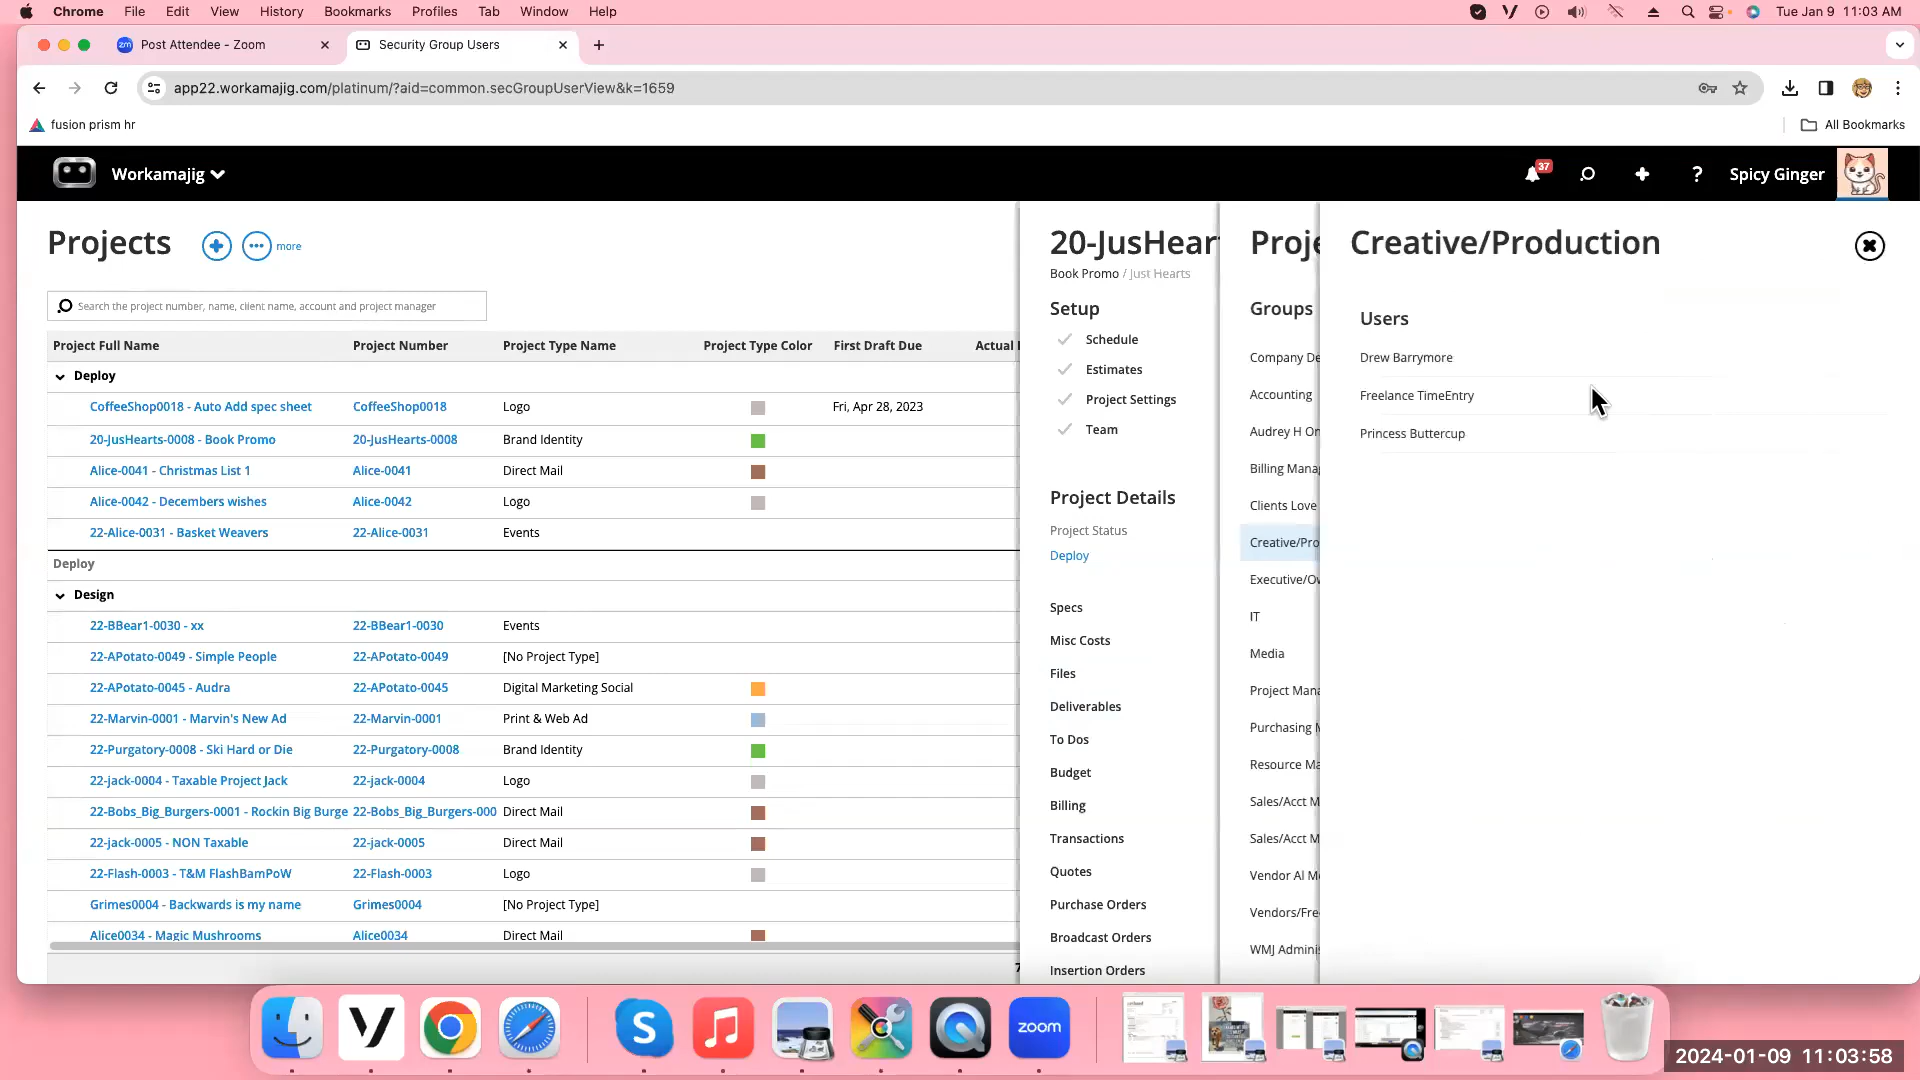 Chrome File Edit View History Bookmarks Profiles Tab Window Help Tue Jan 9 11:03 AM
zm Post Attendee - Zoom Security Group Users
app22.workamajig.com/platinum/?aid=common.secGroupUserView&k=1659
fusion prism hr All Bookmarks
Workamajig 37 ? Spicy Ginger
Projects more
Search the project number, name, client name, account and project manager
Project Full Name Project Number Project Type Name Project Type Color First Draft Due Actual
Deploy
CoffeeShop0018 - Auto Add spec sheet CoffeeShop0018 Logo Fri, Apr 28, 2023
20-JusHearts-0008 - Book Promo 20-JusHearts-0008 Brand Identity
Alice-0041 - Christmas List 1 Alice-0041 Direct Mail
Alice-0042 - Decembers wishes Alice-0042 Logo
22-Alice-0031 - Basket Weavers 22-Alice-0031 Events
Deploy
Design
22-BBear1-0030 - xx 22-BBear1-0030 Events
22-APotato-0049 - Simple People 22-APotato-0049 [No Project Type]
22-APotato-0045 - Audra 22-APotato-0045 Digital Marketing Social
22-Marvin-0001 - Marvin's New Ad 22-Marvin-0001 Print & Web Ad
22-Purgatory-0008 - Ski Hard or Die 22-Purgatory-0008 Brand Identity
22-jack-0004 - Taxable Project Jack 22-jack-0004 Logo
22-Bobs_Big_Burgers-0001 - Rockin Big Burge 22-Bobs_Big_Burgers-000 Direct Mail
22-jack-0005 - NON Taxable 22-jack-0005 Direct Mail
22-Flash-0003 - T&M FlashBamPoW 22-Flash-0003 Logo
Grimes0004 - Backwards is my name Grimes0004 [No Project Type]
Alice0034 - Magic Mushrooms Alice0034 Direct Mail
20-JusHear
Book Promo / Just Hearts
Setup
Schedule
Estimates
Project Settings
Team
Project Details
Project Status
Deploy
Specs
Misc Costs
Files
Deliverables
To Dos
Budget
Billing
Transactions
Quotes
Purchase Orders
Broadcast Orders
Insertion Orders
Proje
Groups
Company De
Accounting
Audrey H On
Billing Mana
Clients Love
Creative/Pro
Executive/Ow
IT
Media
Project Mana
Purchasing M
Resource Ma
Sales/Acct M
Sales/Acct M
Vendor AI Me
Vendors/Free
WMJ Adminis
Creative/Production
Users
Drew Barrymore
Freelance TimeEntry
Princess Buttercup
zoom
2024-01-09 11:03:58